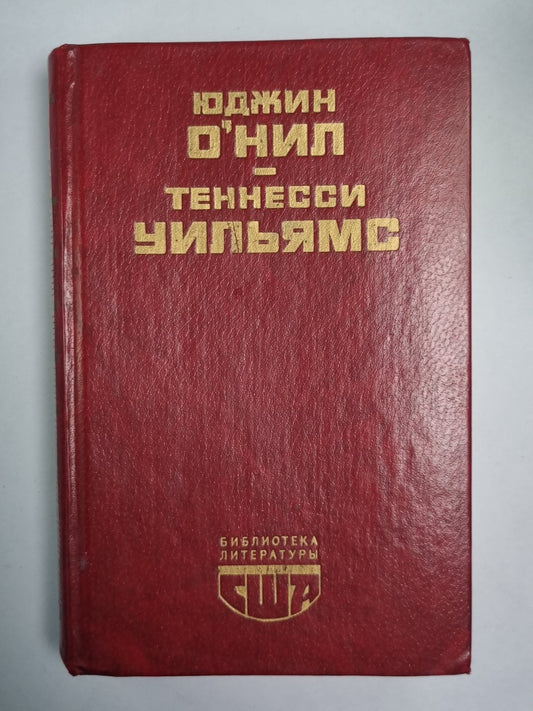 ЮДЖИН
О'НИЛ
–
ТЕННЕССИ
УИЛЬЯМС
БИБЛИОТЕКА
ЛИТЕРАТУРЫ
США